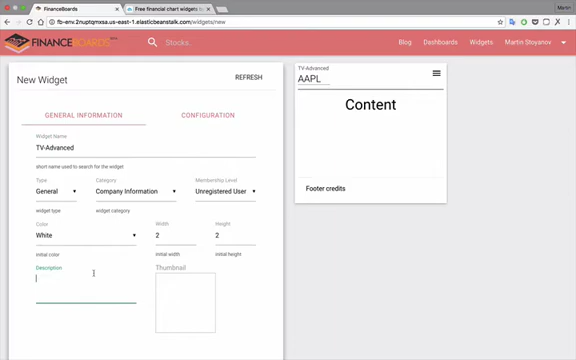 FinanceBoards
Free financial chart widgets to
Martin
fb-env.2nuptqmxsa.us-east-1.elasticbeanstalk.com/widgets/new
FINANCEBOARDS BETA
Stocks.
Blog
Dashboards
Widgets
Martin Stoyanov
New Widget
REFRESH
GENERAL INFORMATION
CONFIGURATION
Widget Name
TV-Advanced
short name used to search for the widget
Type
Category
Membership Level
General
Company Information
Unregistered User
widget type
widget category
Color
Width
Height
White
2
2
initial color
initial width
initial height
Description
Thumbnail
TV-Advanced
AAPL
Content
Footer credits